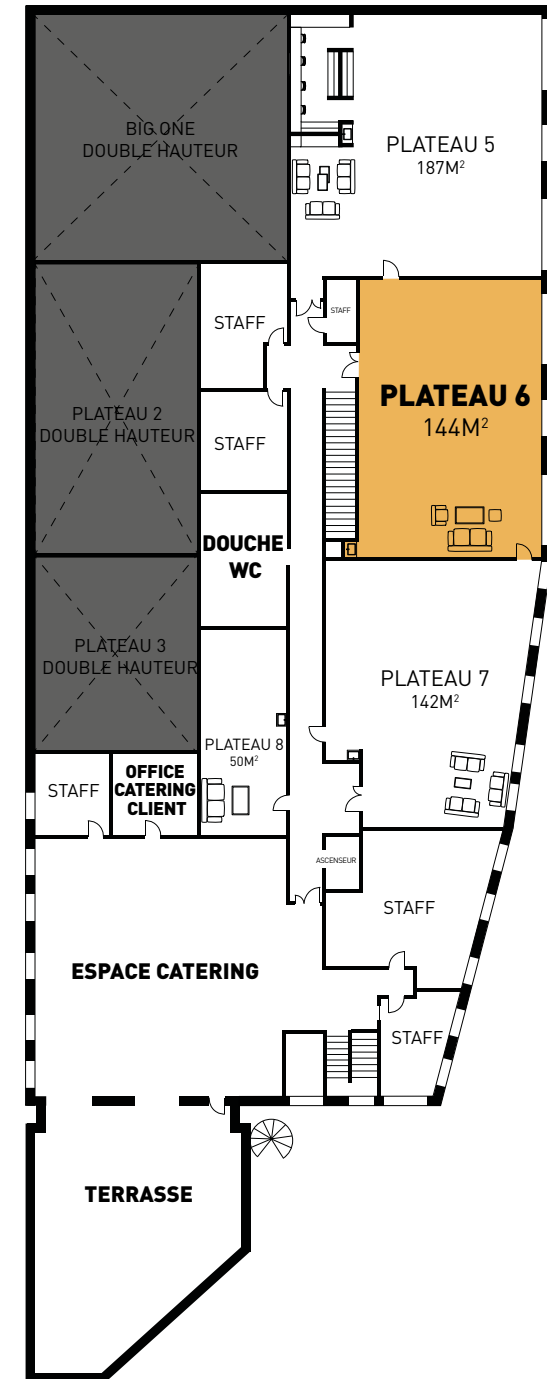 BIG ONE
DOUBLE HAUTEUR
PLATEAU 5
187M²
STAFF
STAFF
PLATEAU 6
144M²
PLATEAU 2
DOUBLE HAUTEUR
STAFF
DOUCHE
WC
PLATEAU 3
DOUBLE HAUTEUR
PLATEAU 7
142M²
PLATEAU 8
50M²
STAFF
OFFICE
CATERING
CLIENT
ASCENSEUR
STAFF
ESPACE CATERING
STAFF
TERRASSE